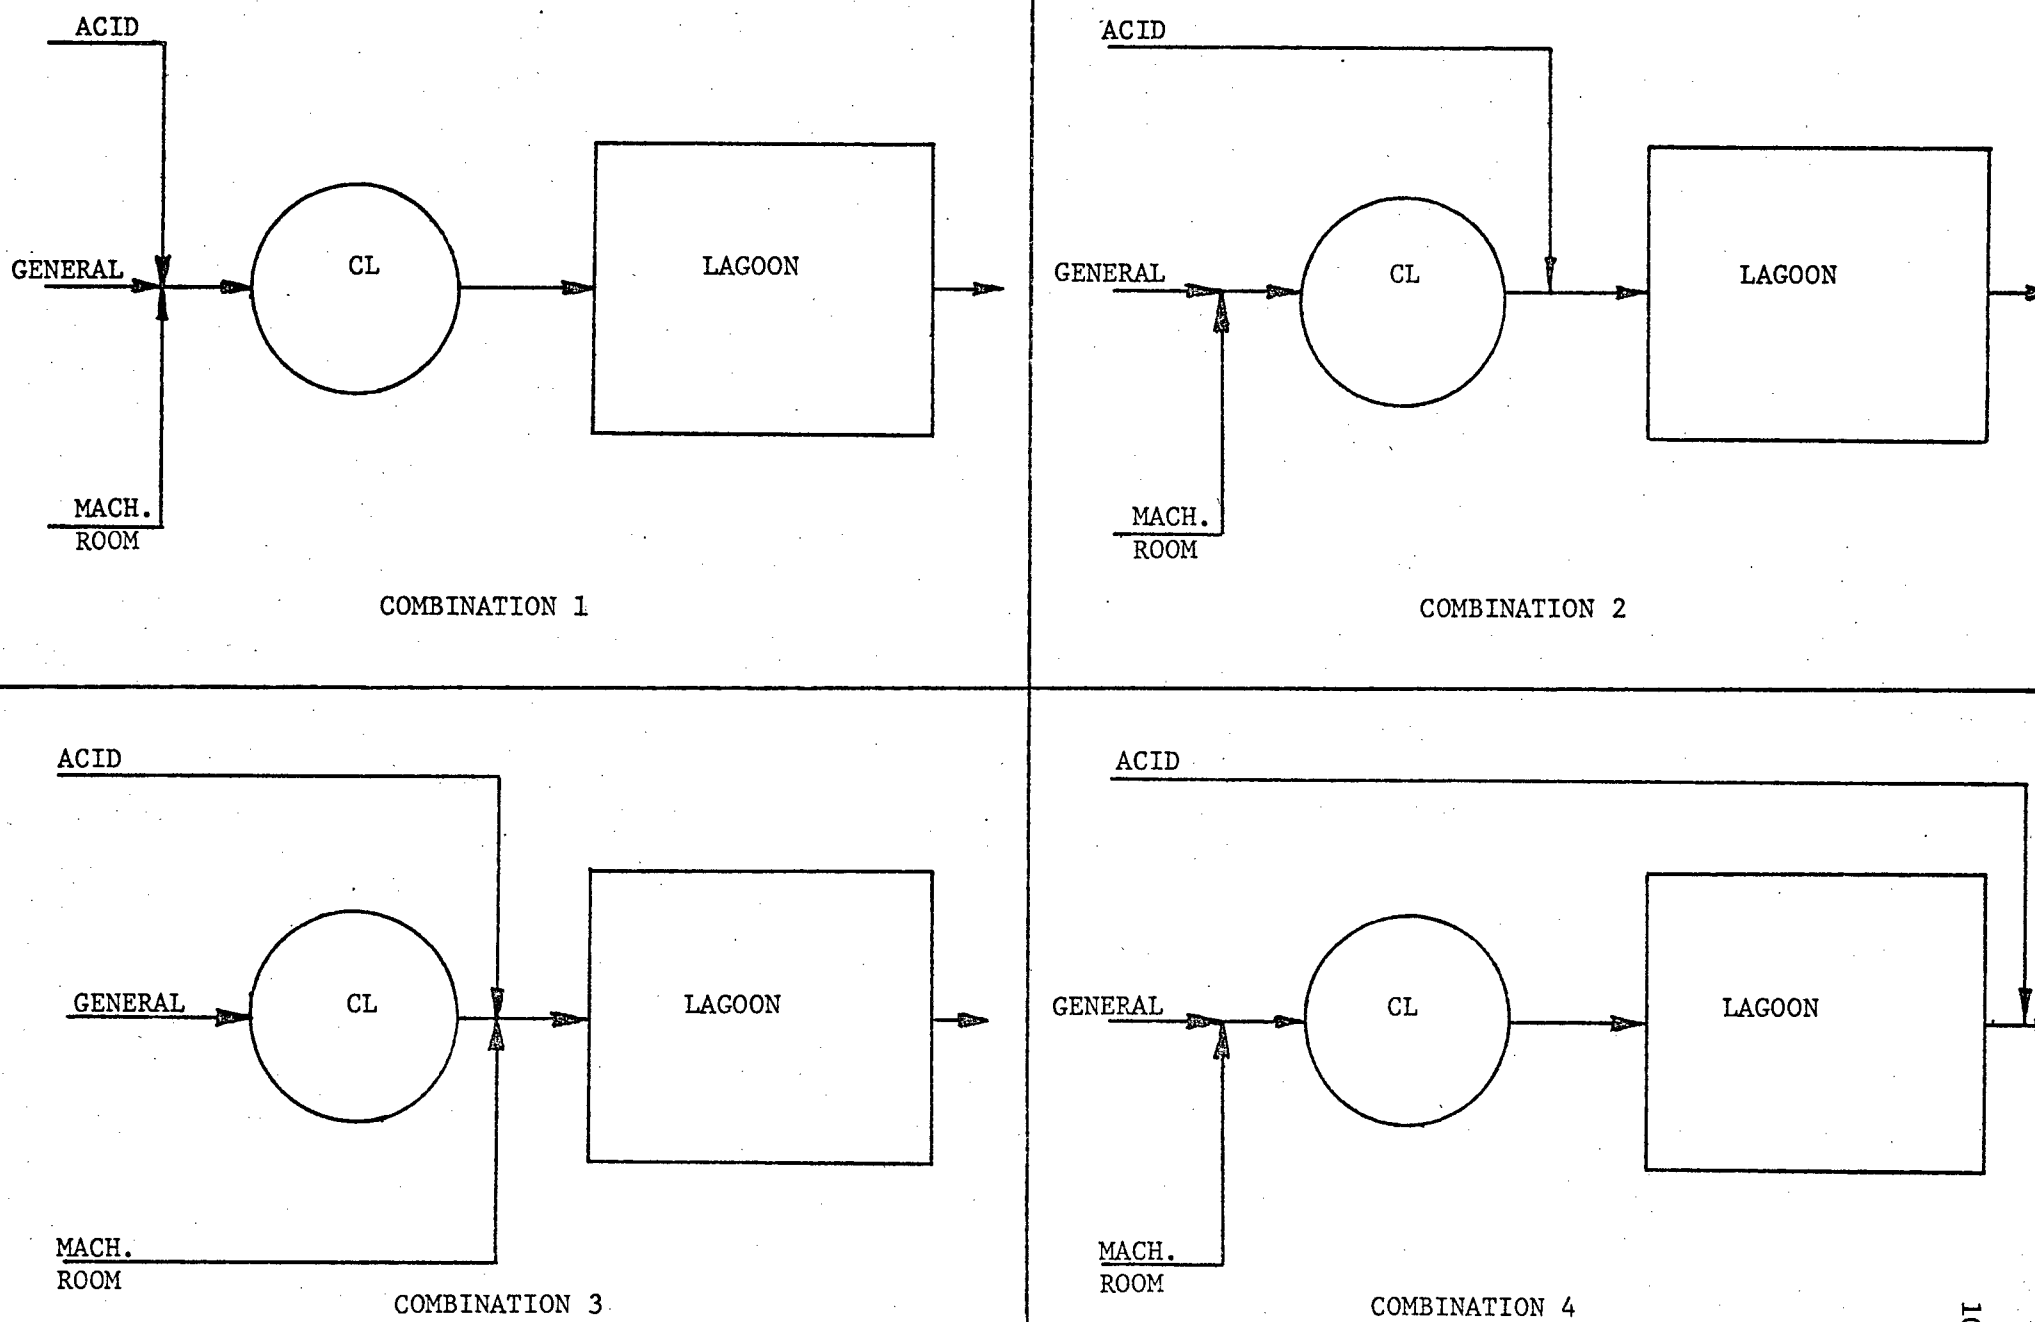 ACID
GENERAL
CL
LAGOON
MACH.
ROOM
COMBINATION 1
ACID
GENERAL
CL
LAGOON
MACH.
ROOM
COMBINATION 2
ACID
GENERAL
CL
LAGOON
MACH.
ROOM
COMBINATION 3
ACID
GENERAL
CL
LAGOON
MACH.
ROOM
COMBINATION 4